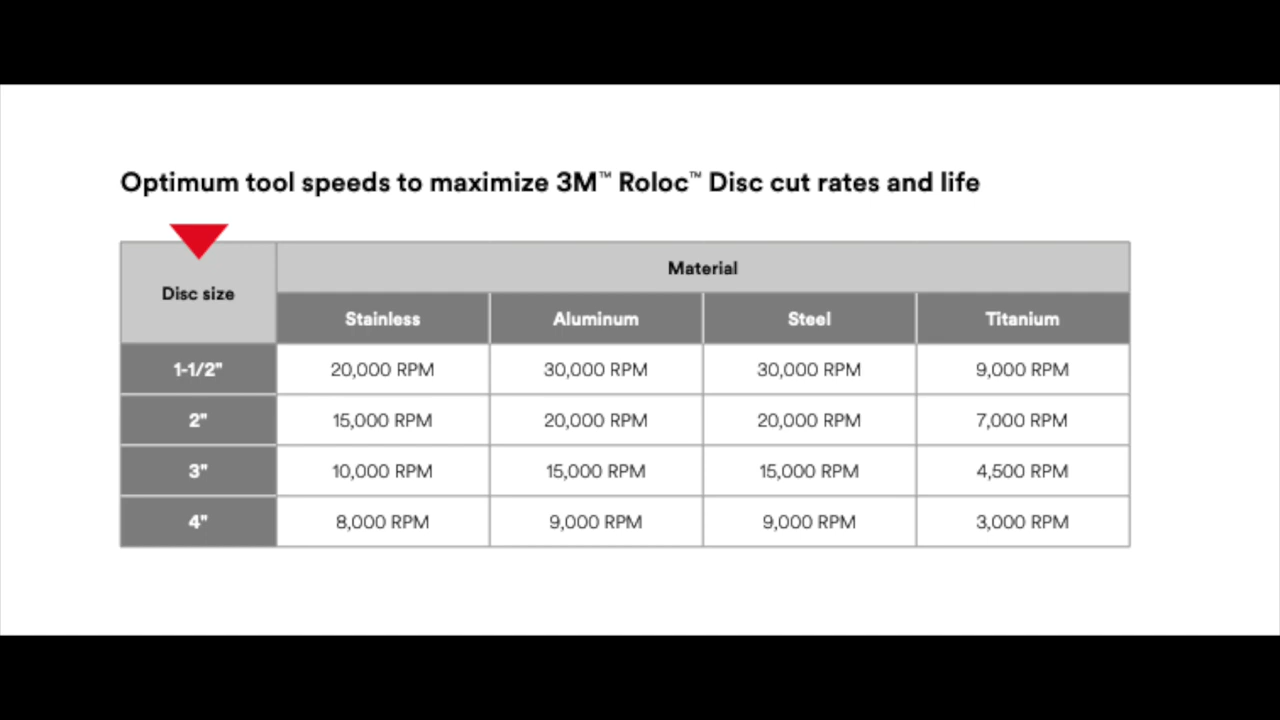 Optimum tool speeds to maximize 3M™ Roloc™ Disc cut rates and life
Disc size
Material
Stainless Aluminum Steel Titanium
1-1/2" 20,000 RPM 30,000 RPM 30,000 RPM 9,000 RPM
2" 15,000 RPM 20,000 RPM 20,000 RPM 7,000 RPM
3" 10,000 RPM 15,000 RPM 15,000 RPM 4,500 RPM
4" 8,000 RPM 9,000 RPM 9,000 RPM 3,000 RPM